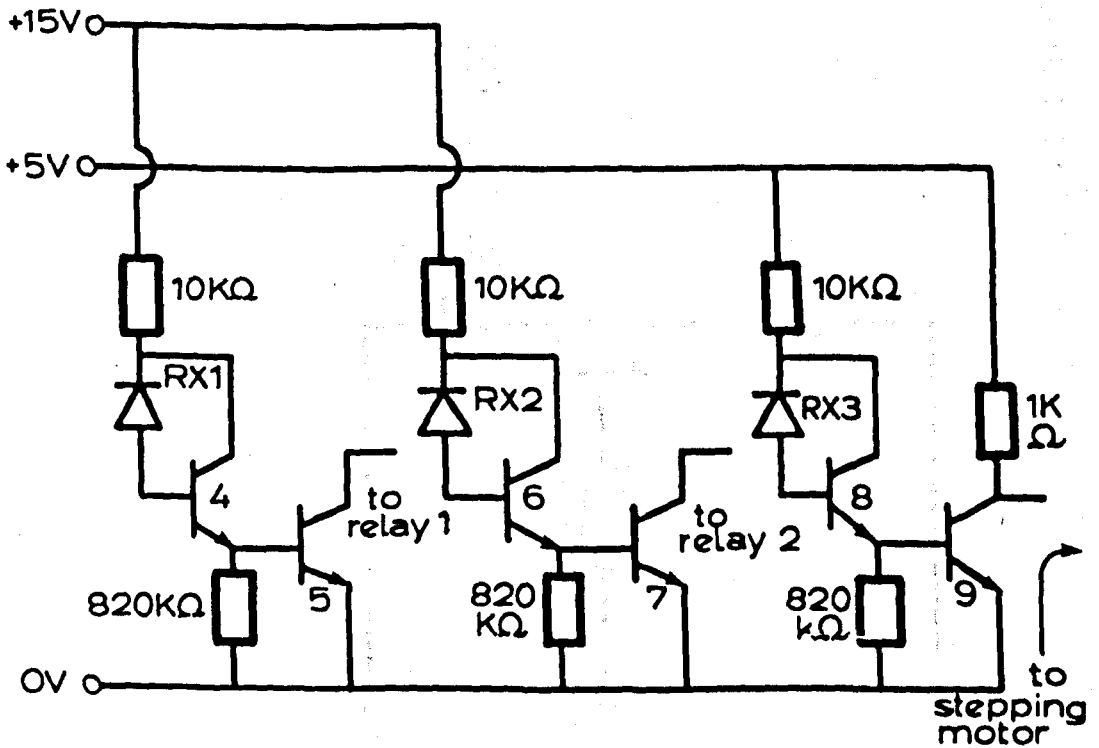 +15V
+5V
10KΩ
10KΩ
10KΩ
RX1
RX2
RX3
1K
Ω
4
6
8
to
relay 1
to
relay 2
5
7
9
820KΩ
820
KΩ
820
kΩ
0V
to
stepping
motor